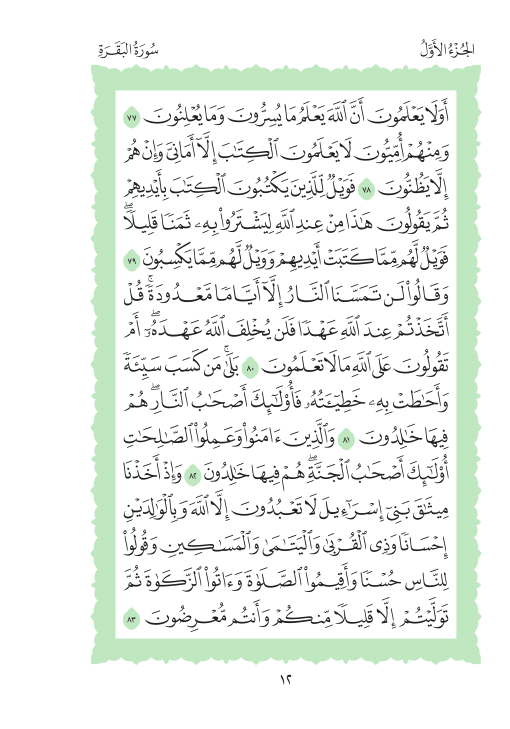 الجُزْءُ الأَوَّلُ
سُورَةُ البَقَرَةِ
أَوَلَا يَعْلَمُونَ أَنَّ ٱللَّهَ يَعْلَمُ مَا يُسِرُّونَ وَمَا يُعْلِنُونَ ٧٧
وَمِنْهُمْ أُمِّيُّونَ لَا يَعْلَمُونَ ٱلْكِتَٰبَ إِلَّآ أَمَانِيَّ وَإِنْ هُمْ
إِلَّا يَظُنُّونَ ٧٨ فَوَيْلٌ لِّلَّذِينَ يَكْتُبُونَ ٱلْكِتَٰبَ بِأَيْدِيهِمْ
ثُمَّ يَقُولُونَ هَٰذَا مِنْ عِندِ ٱللَّهِ لِيَشْتَرُوا۟ بِهِۦ ثَمَنًا قَلِيلًا ۖ
فَوَيْلٌ لَّهُم مِّمَّا كَتَبَتْ أَيْدِيهِمْ وَوَيْلٌ لَّهُم مِّمَّا يَكْسِبُونَ ٧٩
وَقَالُوا۟ لَن تَمَسَّنَا ٱلنَّارُ إِلَّآ أَيَّامًا مَّعْدُودَةً ۚ قُلْ
أَتَّخَذْتُمْ عِندَ ٱللَّهِ عَهْدًا فَلَن يُخْلِفَ ٱللَّهُ عَهْدَهُۥٓ ۖ أَمْ
تَقُولُونَ عَلَى ٱللَّهِ مَا لَا تَعْلَمُونَ ٨٠ بَلَىٰ ۚ مَن كَسَبَ سَيِّئَةً
وَأَحَٰطَتْ بِهِۦ خَطِيٓـَٔتُهُۥ فَأُو۟لَٰٓئِكَ أَصْحَٰبُ ٱلنَّارِ ۖ هُمْ
فِيهَا خَٰلِدُونَ ٨١ وَٱلَّذِينَ ءَامَنُوا۟ وَعَمِلُوا۟ ٱلصَّٰلِحَٰتِ
أُو۟لَٰٓئِكَ أَصْحَٰبُ ٱلْجَنَّةِ ۖ هُمْ فِيهَا خَٰلِدُونَ ٨٢ وَإِذْ أَخَذْنَا
مِيثَٰقَ بَنِىٓ إِسْرَٰٓءِيلَ لَا تَعْبُدُونَ إِلَّا ٱللَّهَ وَبِٱلْوَٰلِدَيْنِ
إِحْسَانًا وَذِى ٱلْقُرْبَىٰ وَٱلْيَتَٰمَىٰ وَٱلْمَسَٰكِينِ وَقُولُوا۟
لِلنَّاسِ حُسْنًا وَأَقِيمُوا۟ ٱلصَّلَوٰةَ وَءَاتُوا۟ ٱلزَّكَوٰةَ ثُمَّ
تَوَلَّيْتُمْ إِلَّا قَلِيلًا مِّنكُمْ وَأَنتُم مُّعْرِضُونَ ٨٣
١٢